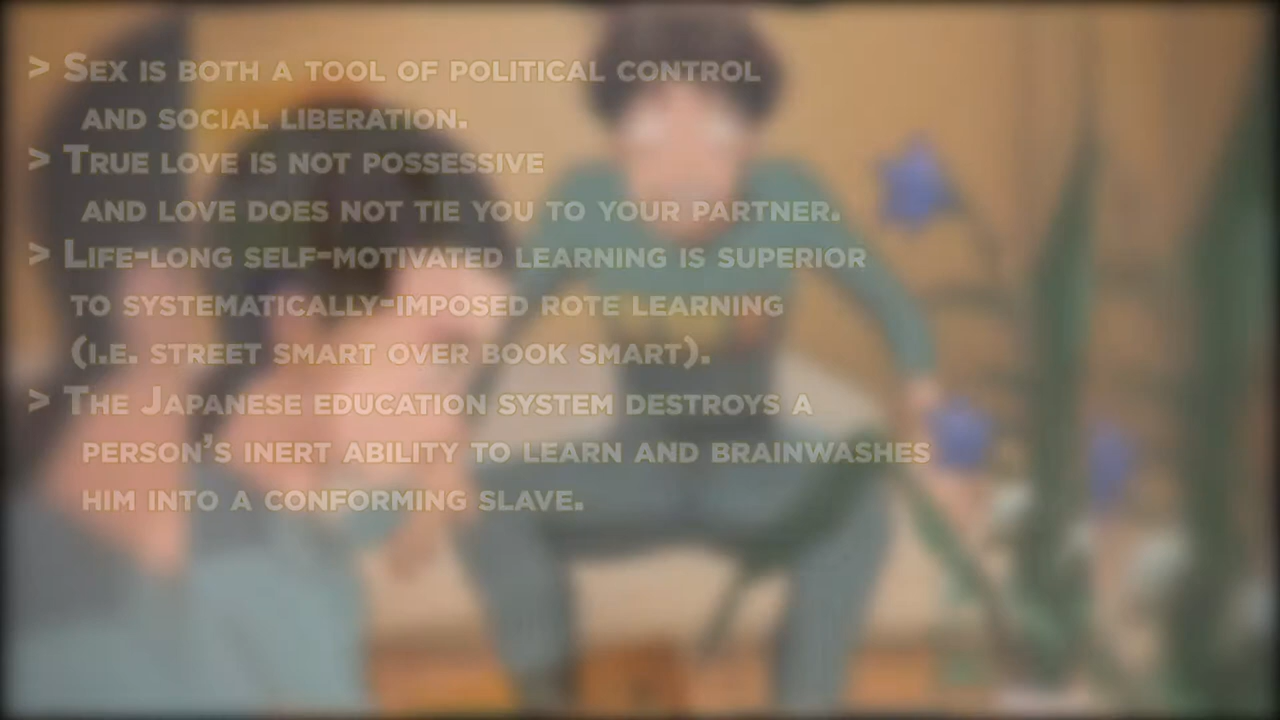 > Sex is both a tool of political control
and social liberation.
> True love is not possessive
and love does not tie you to your partner.
> Life-long self-motivated learning is superior
to systematically-imposed rote learning
(i.e. street smart over book smart).
> The Japanese education system destroys a
person's inert ability to learn and brainwashes
him into a conforming slave.